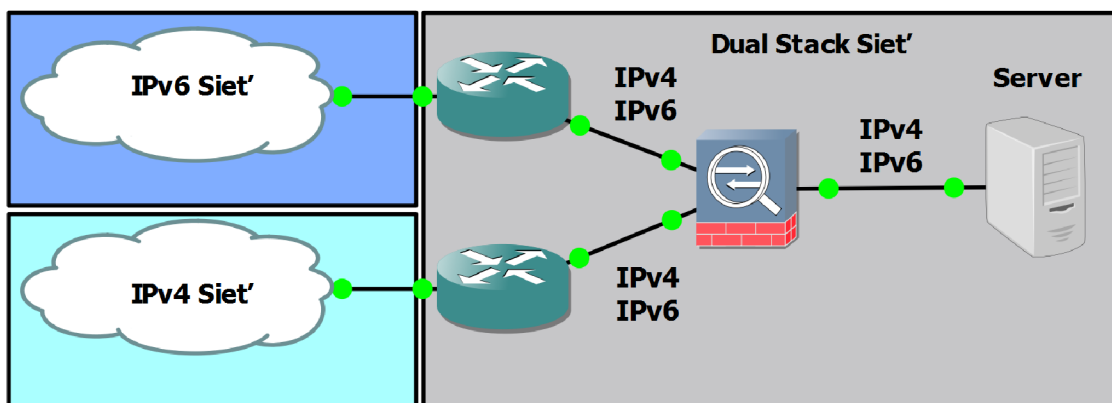 IPv6 Siet'
IPv4 Siet'
Dual Stack Siet'
IPv4
IPv6
IPv4
IPv6
IPv4
IPv6
Server